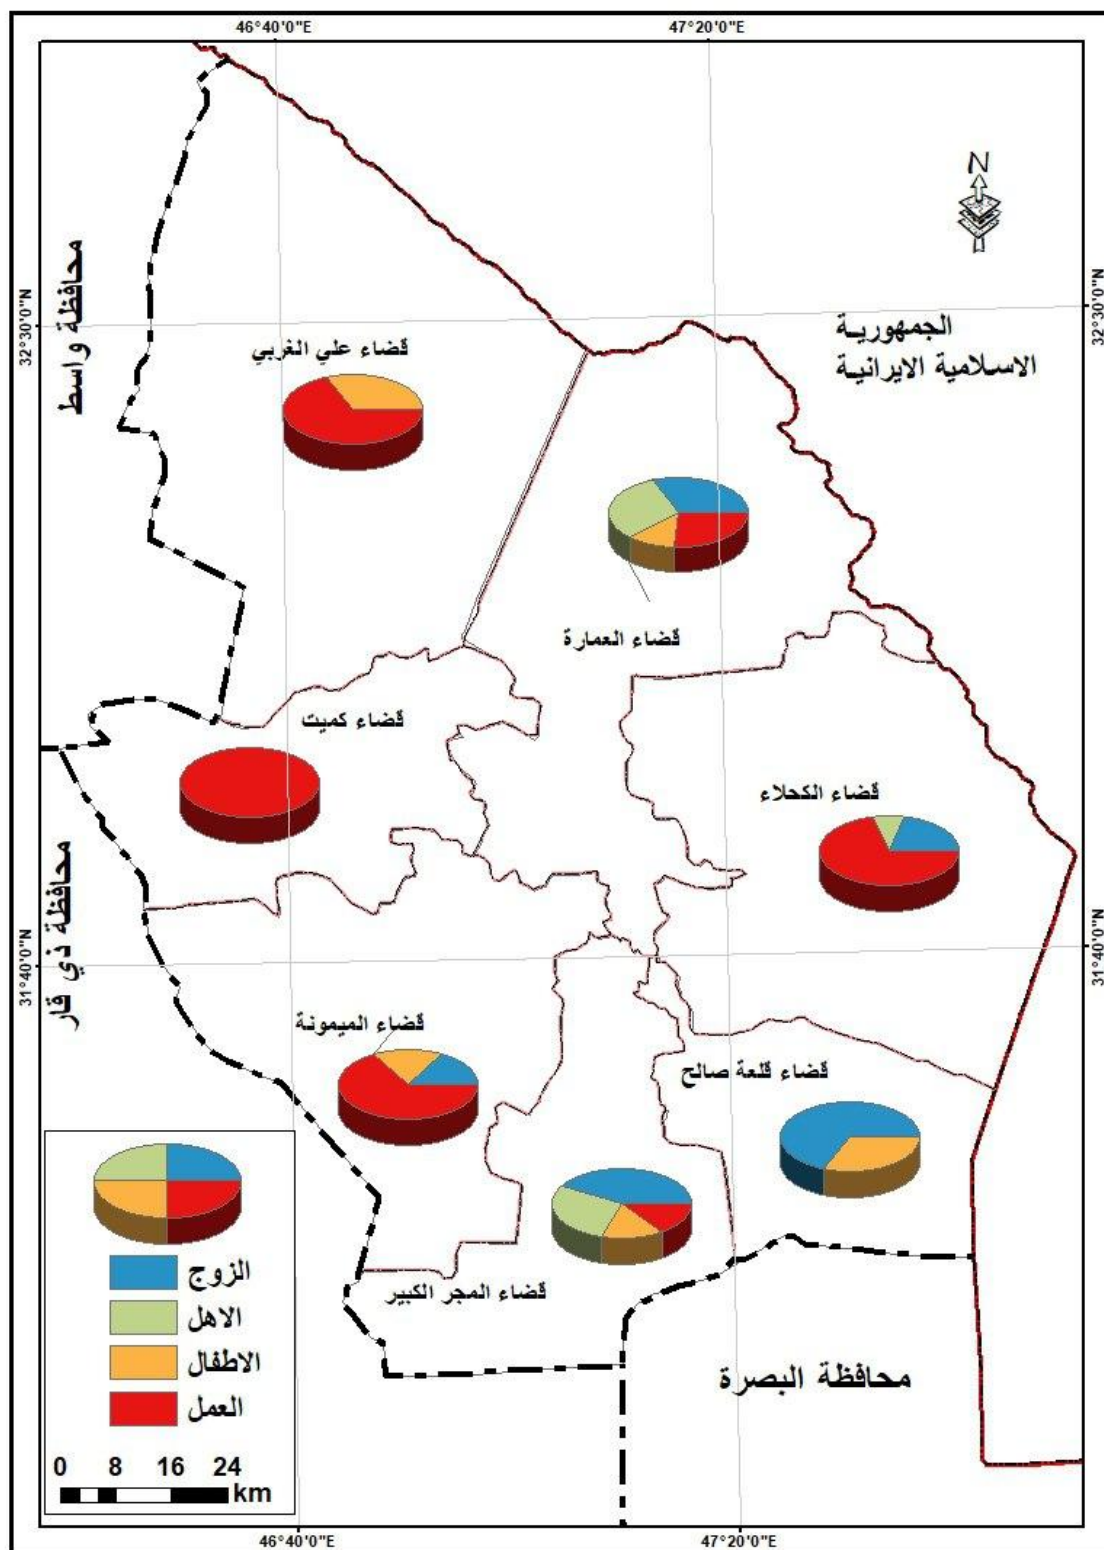 46°40'0"E
47°20'0"E
N
32°30'0"N
32°30'0"N
محافظة واسط
الجمهورية
الاسلامية الايرانية
قضاء علي الغربي
قضاء العمارة
قضاء كميت
قضاء الكحلاء
محافظة ذي قار
31°40'0"N
31°40'0"N
قضاء الميمونة
قضاء قلعة صالح
قضاء المجر الكبير
محافظة البصرة
الزوج
الاهل
الاطفال
العمل
0 8 16 24
km
46°40'0"E
47°20'0"E